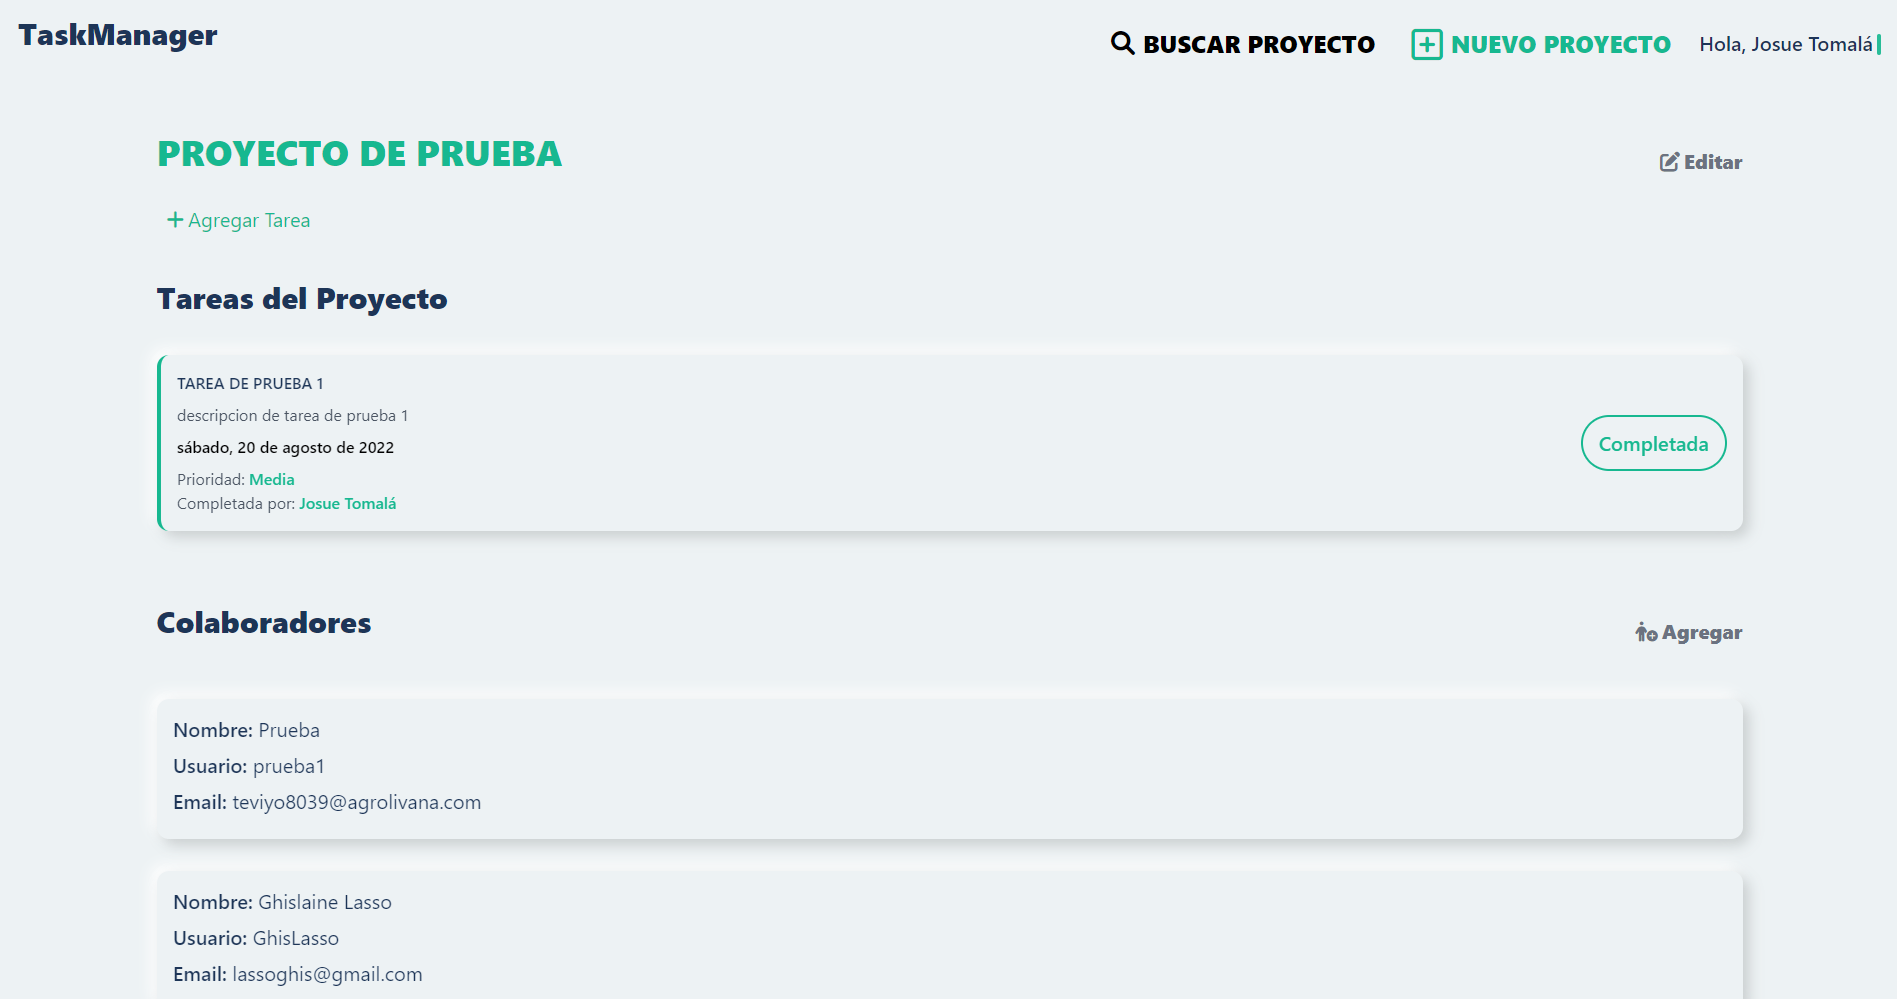 TaskManager
BUSCAR PROYECTO
NUEVO PROYECTO
Hola, Josue Tomalá
PROYECTO DE PRUEBA
Editar
Agregar Tarea
Tareas del Proyecto
TAREA DE PRUEBA 1
descripcion de tarea de prueba 1
sábado, 20 de agosto de 2022
Prioridad: Media
Completada por: Josue Tomalá
Completada
Colaboradores
Agregar
Nombre: Prueba
Usuario: prueba1
Email: teviyo8039@agrolivana.com
Nombre: Ghislaine Lasso
Usuario: GhisLasso
Email: lassoghis@gmail.com